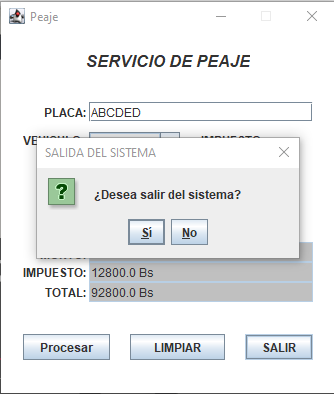 Peaje
SERVICIO DE PEAJE
PLACA: ABCDED
SALIDA DEL SISTEMA
¿Desea salir del sistema?
Sí No
IMPUESTO: 12800.0 Bs
TOTAL: 92800.0 Bs
Procesar LIMPIAR SALIR